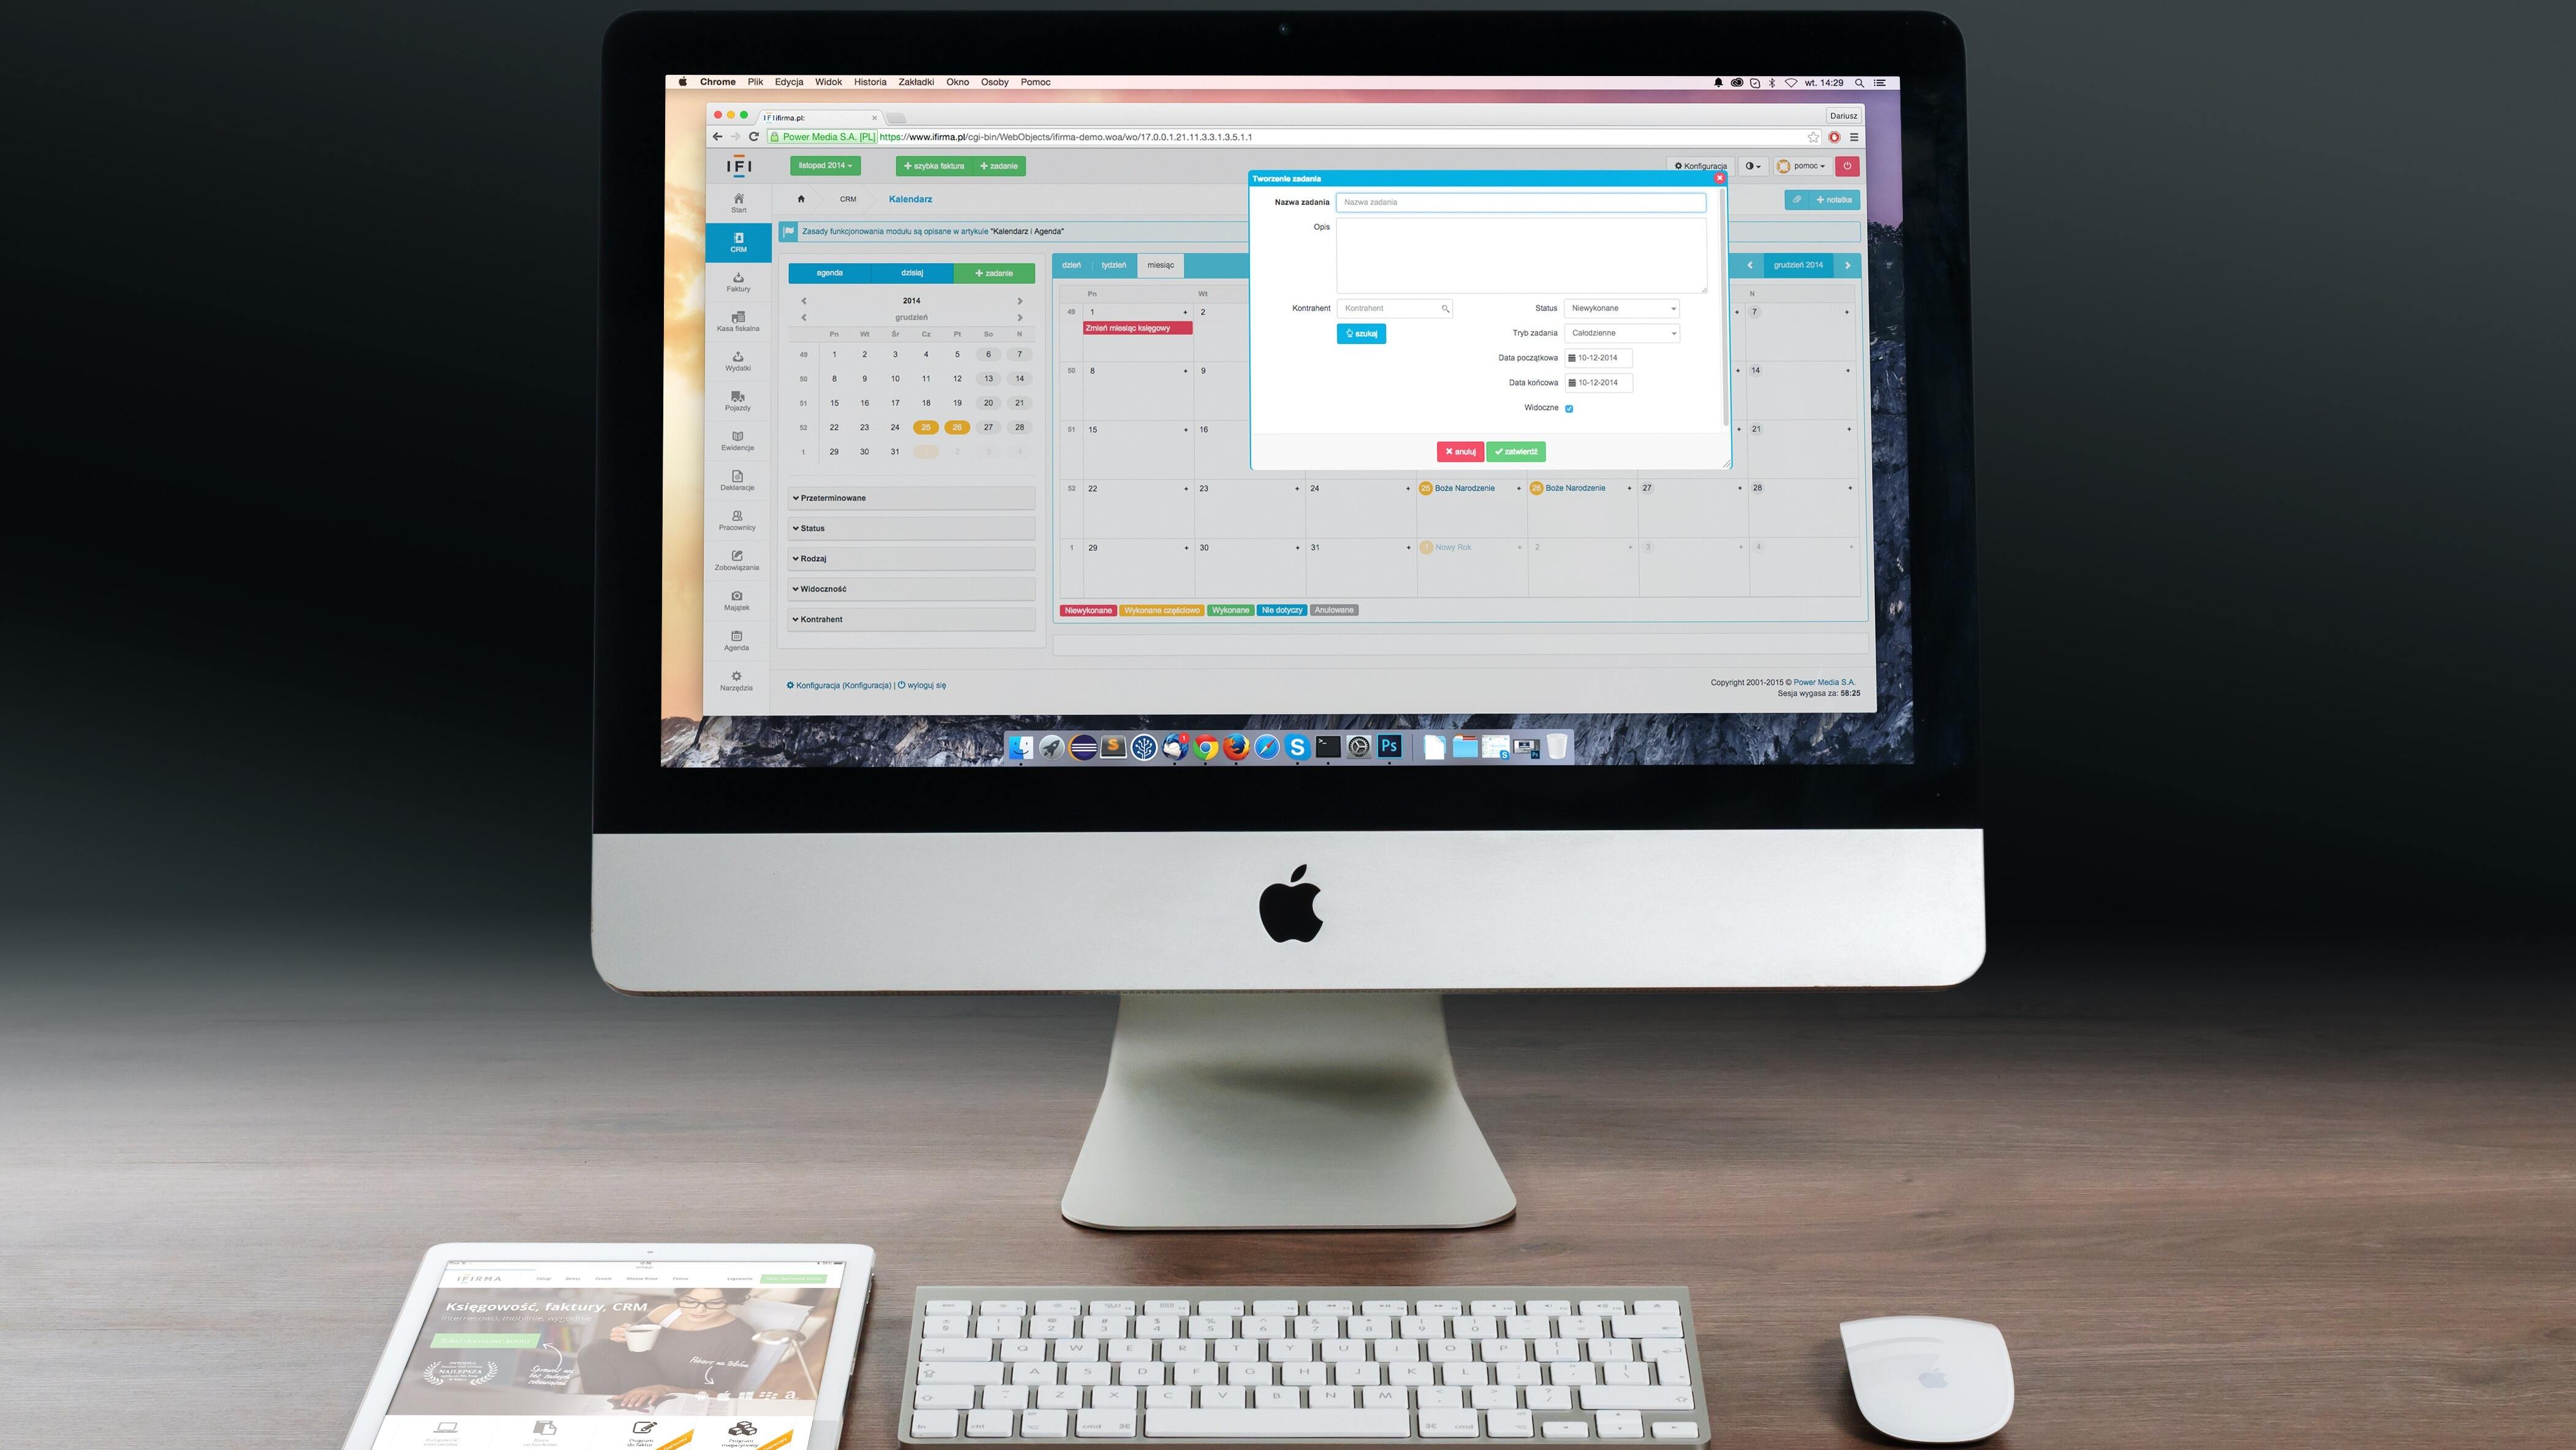 Chrome Plik Edycja Widok Historia Zakładki Okno Osoby Pomoc
wt. 14:29
ifirma.pl:
Dariusz
Power Media S.A. [PL] https://www.ifirma.pl/cgi-bin/WebObjects/ifirma-demo.woa/wo/17.0.0.1.21.11.3.3.1.3.5.1.1
IFI
listopad 2014
szybka faktura
zadanie
Konfiguracja
pomoc
CRM
Kalendarz
notatka
Zasady funkcjonowania modułu są opisane w artykule "Kalendarz i Agenda"
Start
CRM
Faktury
Kasa fiskalna
Wydatki
Pojazdy
Ewidencje
Deklaracje
Pracownicy
Zobowiązania
Majątek
Agenda
Narzędzia
agenda dzisiaj + zadanie
2014
grudzień
Pn Wt Śr Cz Pt So N
49 1 2 3 4 5 6 7
50 8 9 10 11 12 13 14
51 15 16 17 18 19 20 21
52 22 23 24 25 26 27 28
1 29 30 31 1 2 3 4
Przeterminowane
Status
Rodzaj
Widoczność
Kontrahent
dzień tydzień miesiąc
grudzień 2014
Pn Wt N
49 1 2 7
Zmień miesiąc księgowy
50 8 9 14
51 15 16 21
52 22 23 24 25 Boże Narodzenie 26 Boże Narodzenie 27 28
1 29 30 31 1 Nowy Rok 2 3 4
Niewykonane Wykonane częściowo Wykonane Nie dotyczy Anulowane
Tworzenie zadania
Nazwa zadania Nazwa zadania
Opis
Kontrahent Kontrahent
szukaj
Status Niewykonane
Tryb zadania Całodzienne
Data początkowa 10-12-2014
Data końcowa 10-12-2014
Widoczne
anuluj zatwierdź
Konfiguracja (Konfiguracja) | wyloguj się
Copyright 2001-2015 © Power Media S.A.
Sesja wygasa za: 58:25
Ps
IFIRMA
Księgowość, faktury, CRM
Internetowo, mobilnie, wygodnie
Q W E R T Y U I O P
A S D F G H J K L
Z X C V B N M
fn ctrl cmd cmd